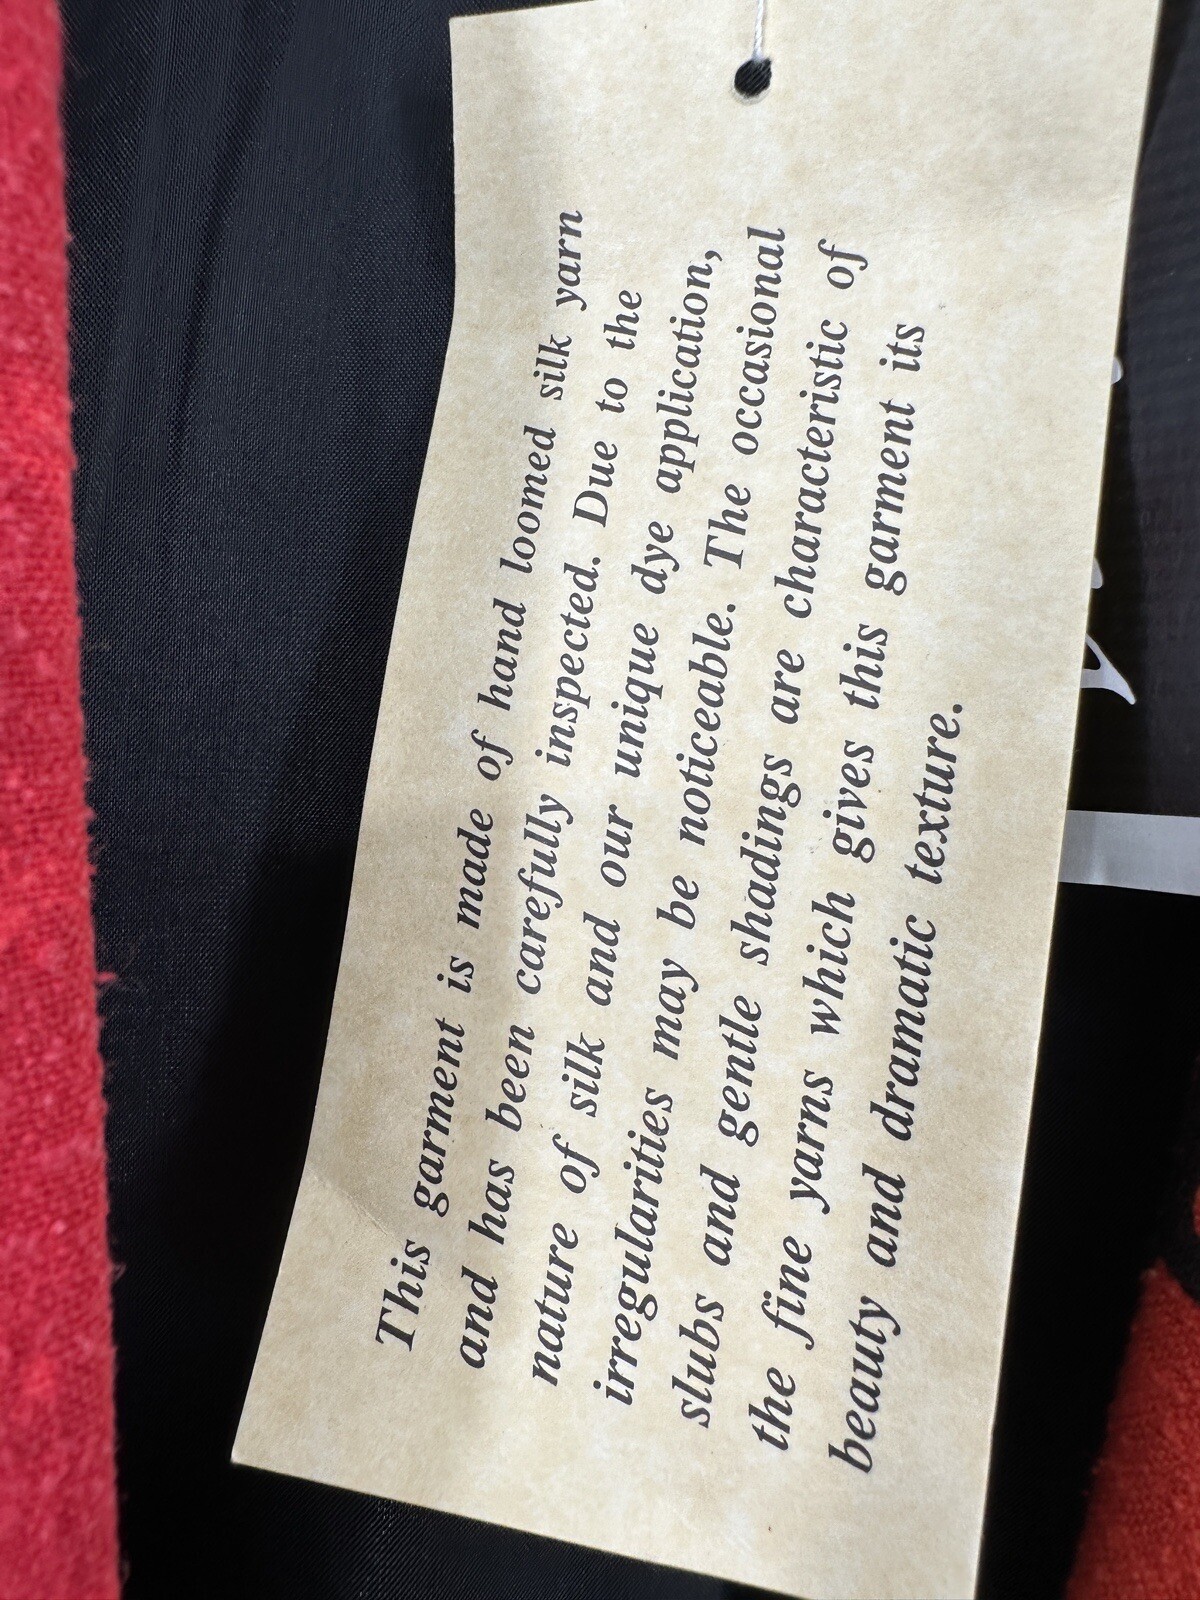 This garment is made of hand loomed silk yarn
and has been carefully inspected. Due to the
nature of silk and our unique dye application,
irregularities may be noticeable. The occasional
slubs and gentle shadings are characteristic of
the fine yarns which gives this garment its
beauty and dramatic texture.